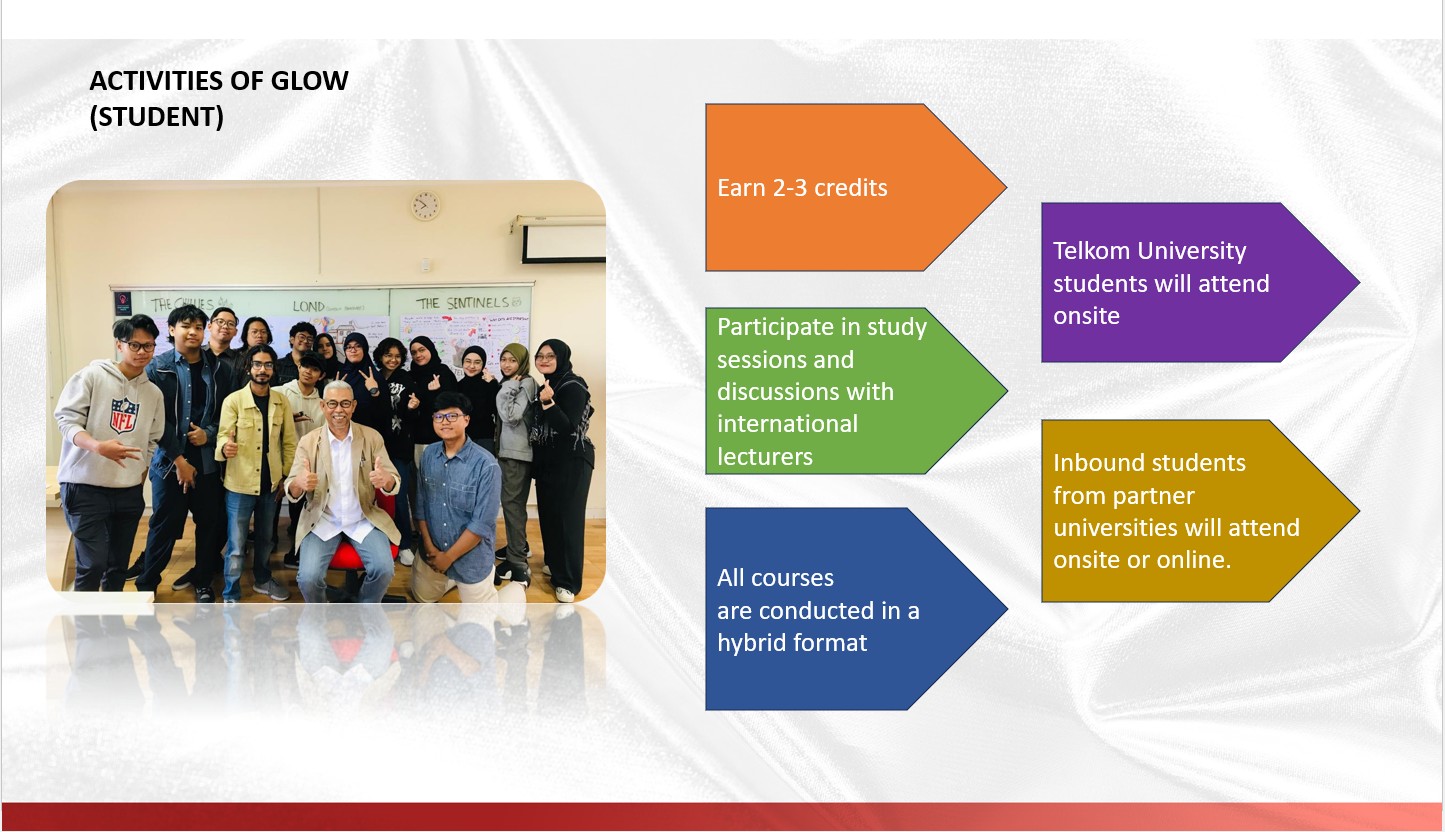 ACTIVITIES OF GLOW
(STUDENT)
THE
LOND
THE SENTINELS
NFL
Earn 2-3 credits
Participate in study
sessions and
discussions with
international
lecturers
All courses
are conducted in a
hybrid format
Telkom University
students will attend
onsite
Inbound students
from partner
universities will attend
onsite or online.